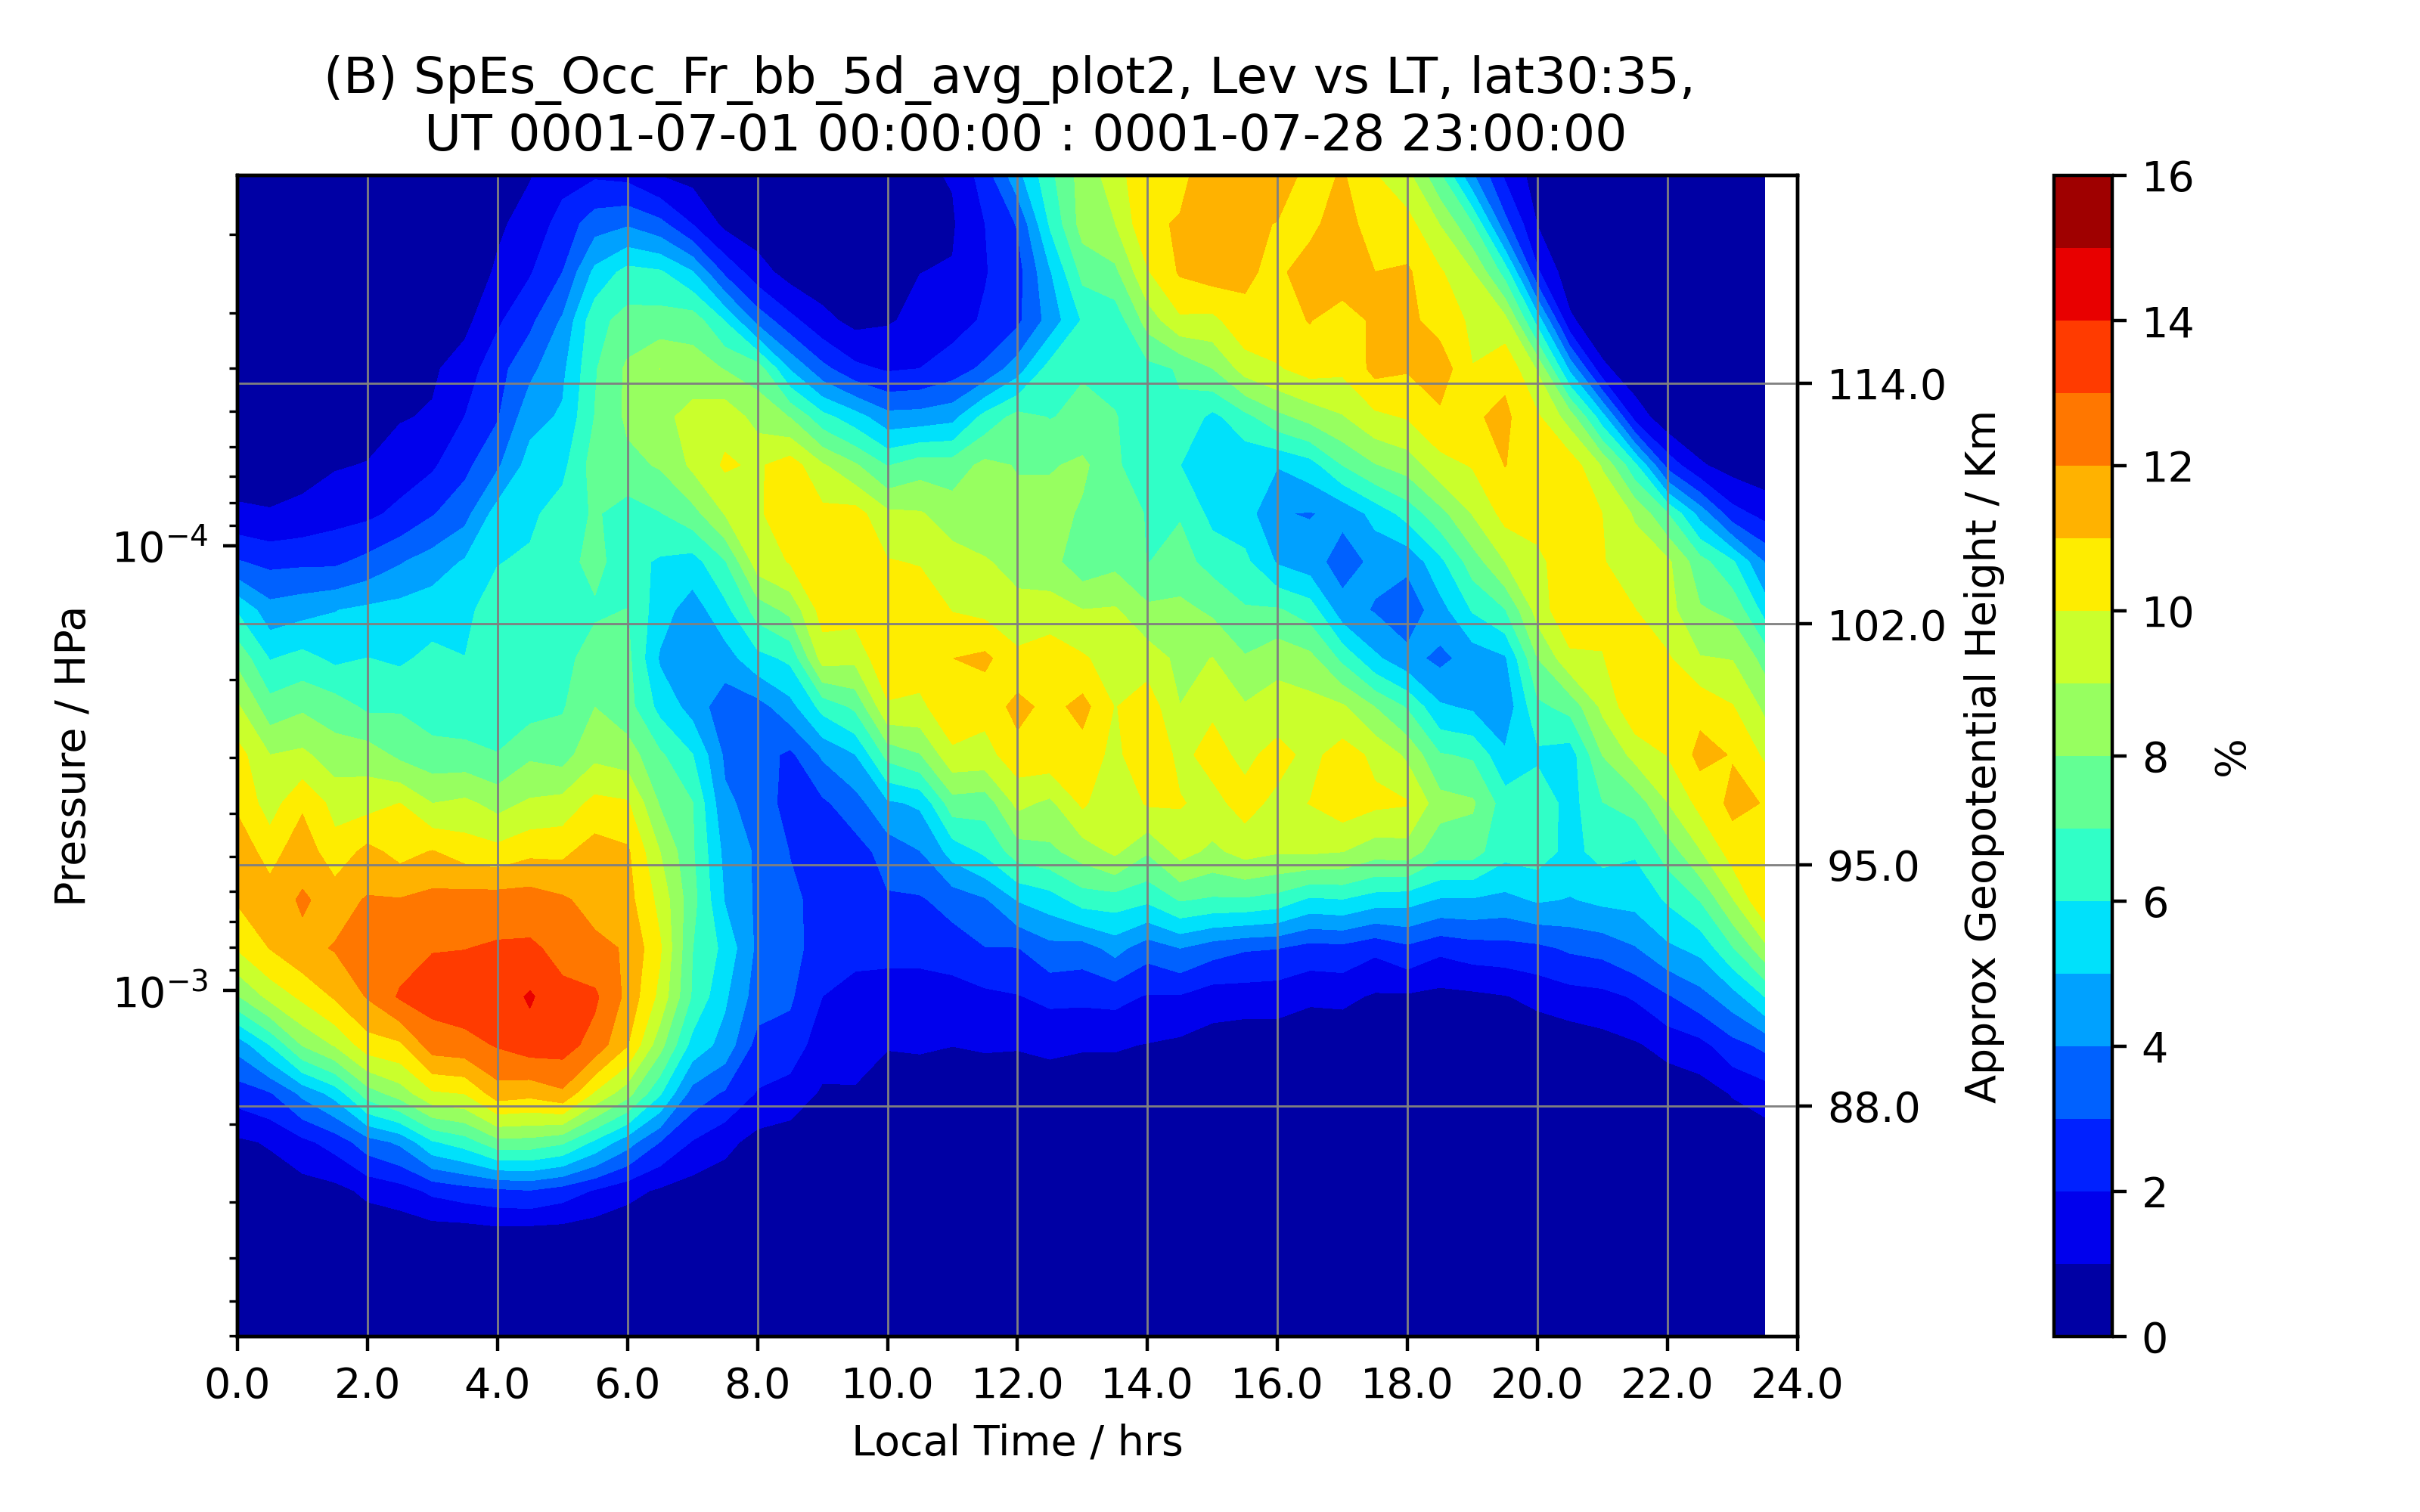 (B) SpEs_Occ_Fr_bb_5d_avg_plot2, Lev vs LT, lat30:35,
UT 0001-07-01 00:00:00 : 0001-07-28 23:00:00
Pressure / HPa
10⁻⁴
10⁻³
0.0 2.0 4.0 6.0 8.0 10.0 12.0 14.0 16.0 18.0 20.0 22.0 24.0
Local Time / hrs
114.0
102.0
95.0
88.0
Approx Geopotential Height / Km
16
14
12
10
8
6
4
2
0
%